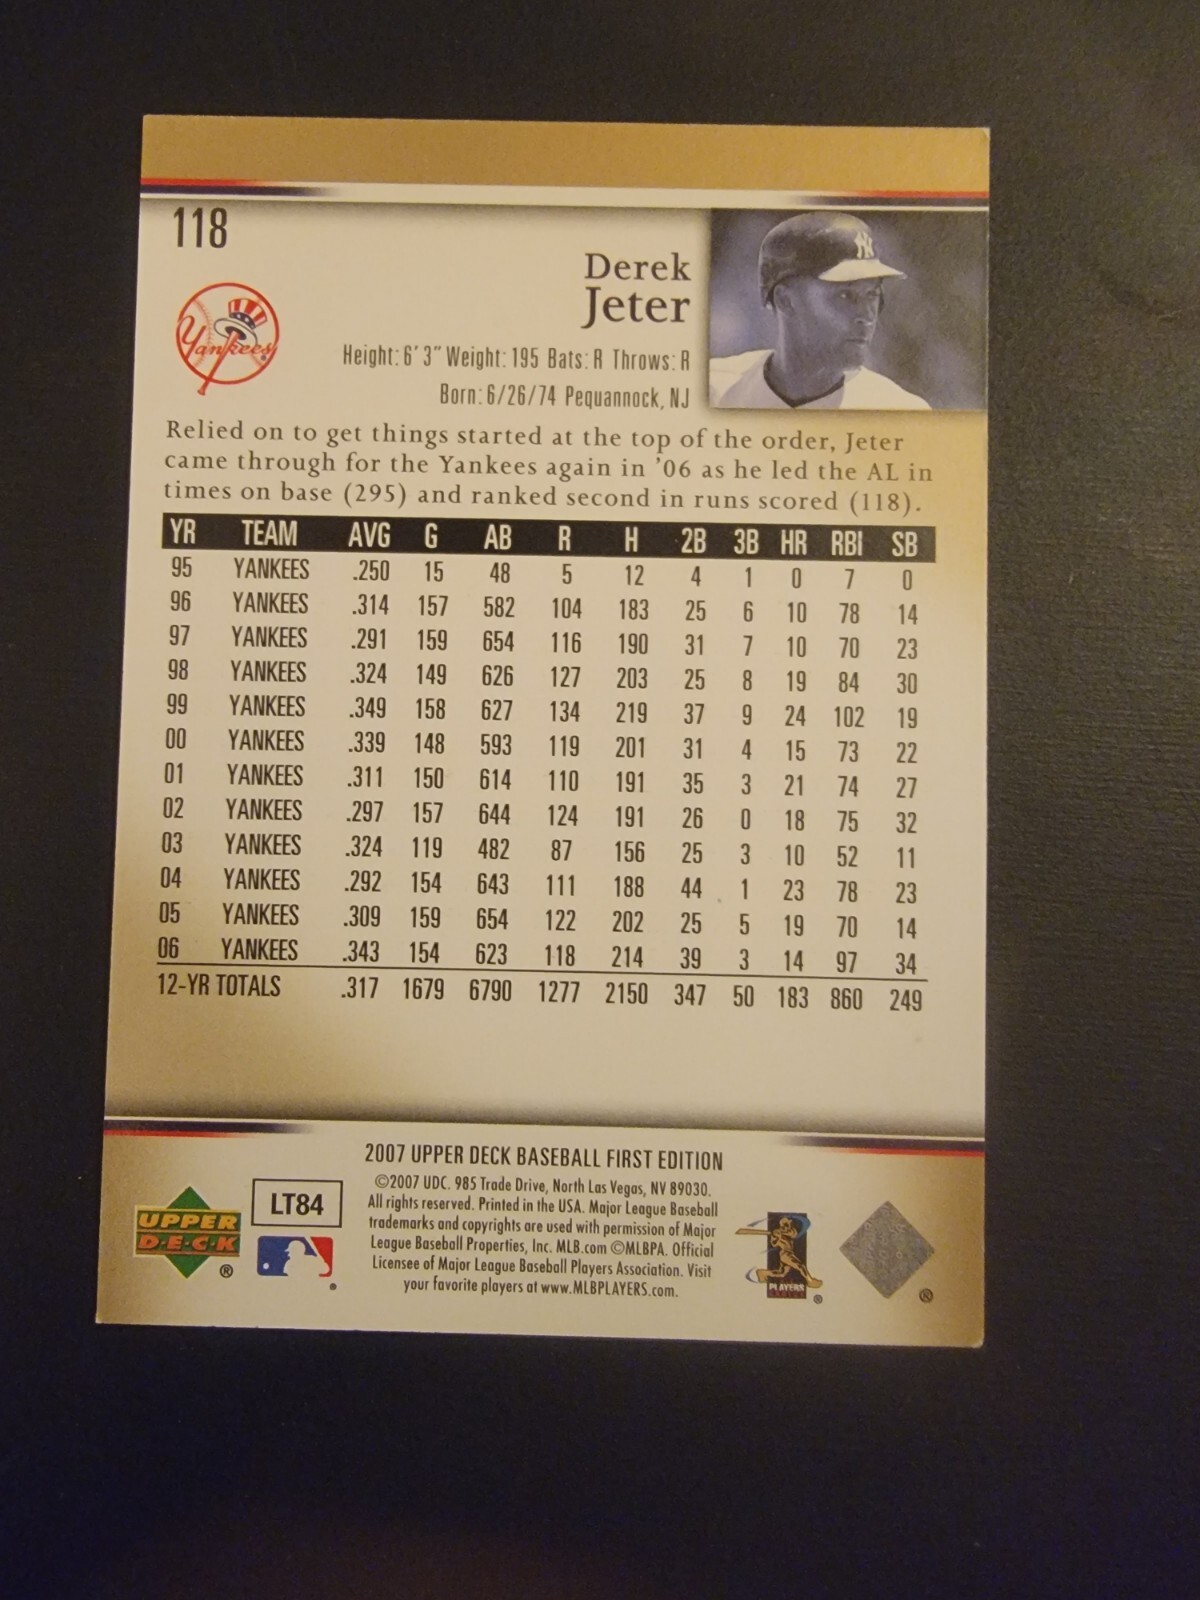 118
Derek
Jeter
Yankees
Height: 6' 3" Weight: 195 Bats: R Throws: R
Born: 6/26/74 Pequannock, NJ
Relied on to get things started at the top of the order, Jeter
came through for the Yankees again in '06 as he led the AL in
times on base (295) and ranked second in runs scored (118).
YR TEAM AVG G AB R H 2B 3B HR RBI SB
95 YANKEES .250 15 48 5 12 4 1 0 7 0
96 YANKEES .314 157 582 104 183 25 6 10 78 14
97 YANKEES .291 159 654 116 190 31 7 10 70 23
98 YANKEES .324 149 626 127 203 25 8 19 84 30
99 YANKEES .349 158 627 134 219 37 9 24 102 19
00 YANKEES .339 148 593 119 201 31 4 15 73 22
01 YANKEES .311 150 614 110 191 35 3 21 74 27
02 YANKEES .297 157 644 124 191 26 0 18 75 32
03 YANKEES .324 119 482 87 156 25 3 10 52 11
04 YANKEES .292 154 643 111 188 44 1 23 78 23
05 YANKEES .309 159 654 122 202 25 5 19 70 14
06 YANKEES .343 154 623 118 214 39 3 14 97 34
12-YR TOTALS .317 1679 6790 1277 2150 347 50 183 860 249
2007 UPPER DECK BASEBALL FIRST EDITION
©2007 UDC. 985 Trade Drive, North Las Vegas, NV 89030.
All rights reserved. Printed in the USA. Major League Baseball
trademarks and copyrights are used with permission of Major
League Baseball Properties, Inc. MLB.com ©MLBPA. Official
Licensee of Major League Baseball Players Association. Visit
your favorite players at www.MLBPLAYERS.com.
UPPER
D·E·C·K
®
LT84
®
PLAYERS
®
®